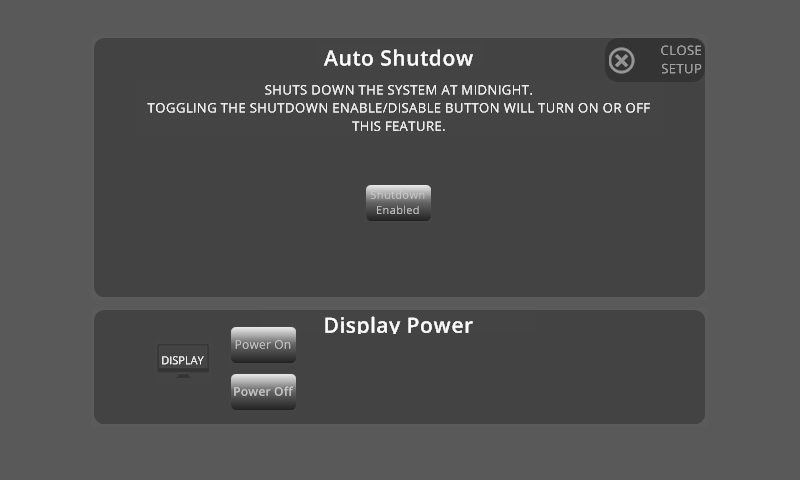 Auto Shutdow
CLOSE
SETUP
SHUTS DOWN THE SYSTEM AT MIDNIGHT.
TOGGLING THE SHUTDOWN ENABLE/DISABLE BUTTON WILL TURN ON OR OFF
THIS FEATURE.
Shutdown
Enabled
Display Power
DISPLAY
Power On
Power Off